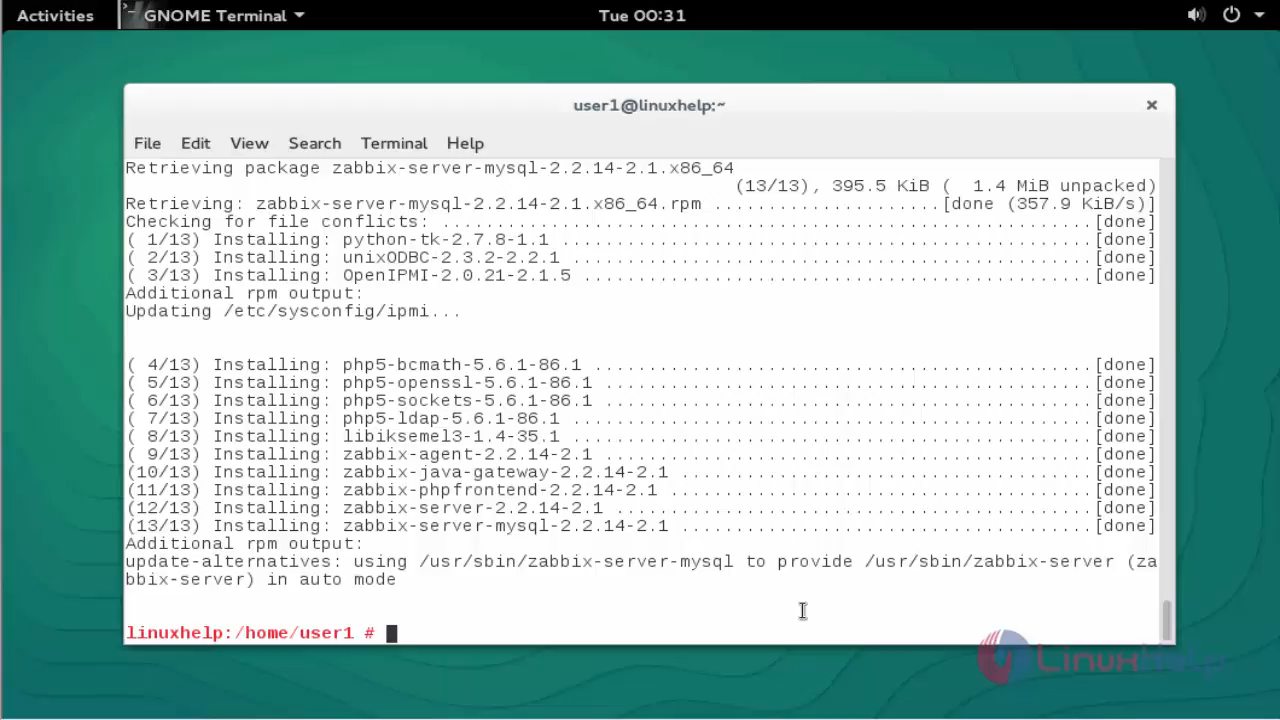 Activities GNOME Terminal Tue 00:31
user1@linuxhelp:~
File Edit View Search Terminal Help
Retrieving package zabbix-server-mysql-2.2.14-2.1.x86_64
(13/13), 395.5 KiB (  1.4 MiB unpacked)
Retrieving: zabbix-server-mysql-2.2.14-2.1.x86_64.rpm .....................[done (357.9 KiB/s)]
Checking for file conflicts: ............................................................[done]
( 1/13) Installing: python-tk-2.7.8-1.1 .................................................[done]
( 2/13) Installing: unixODBC-2.3.2-2.2.1 ................................................[done]
( 3/13) Installing: OpenIPMI-2.0.21-2.1.5 ...............................................[done]
Additional rpm output:
Updating /etc/sysconfig/ipmi...
( 4/13) Installing: php5-bcmath-5.6.1-86.1 ..............................................[done]
( 5/13) Installing: php5-openssl-5.6.1-86.1 .............................................[done]
( 6/13) Installing: php5-sockets-5.6.1-86.1 .............................................[done]
( 7/13) Installing: php5-ldap-5.6.1-86.1 ................................................[done]
( 8/13) Installing: libiksemel3-1.4-35.1 ................................................[done]
( 9/13) Installing: zabbix-agent-2.2.14-2.1 .............................................[done]
(10/13) Installing: zabbix-java-gateway-2.2.14-2.1 ......................................[done]
(11/13) Installing: zabbix-phpfrontend-2.2.14-2.1 .......................................[done]
(12/13) Installing: zabbix-server-2.2.14-2.1 ............................................[done]
(13/13) Installing: zabbix-server-mysql-2.2.14-2.1 ......................................[done]
Additional rpm output:
update-alternatives: using /usr/sbin/zabbix-server-mysql to provide /usr/sbin/zabbix-server (za
bbix-server) in auto mode
linuxhelp:/home/user1 #
LinuxHelp